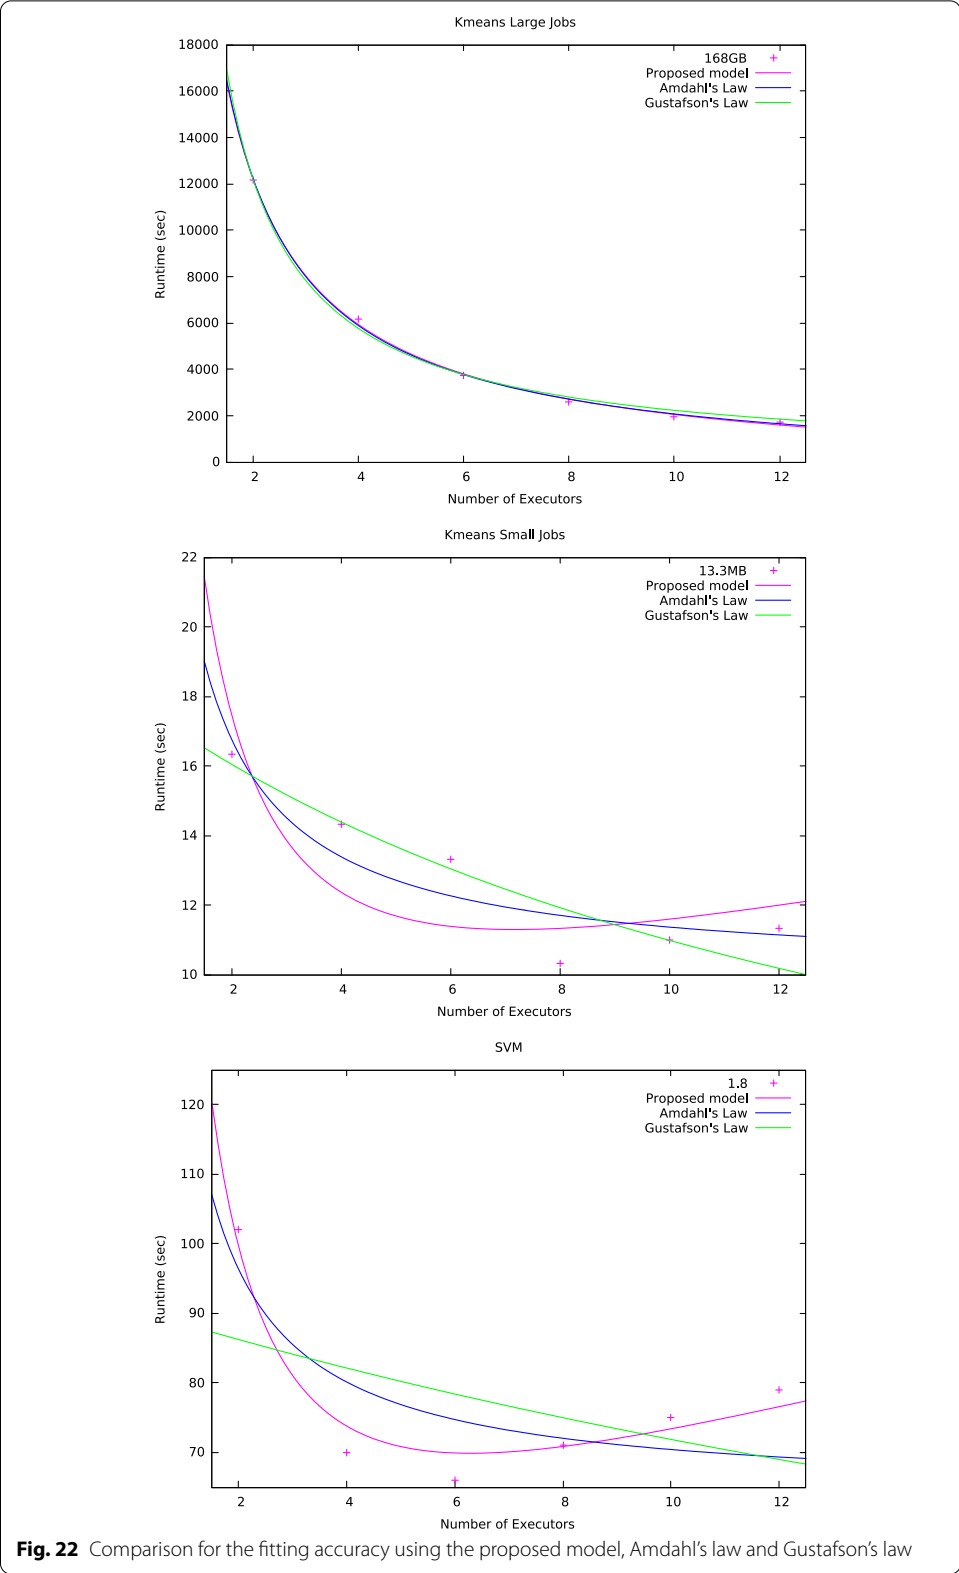 Kmeans Large Jobs
18000
16000
14000
12000
10000
8000
6000
4000
2000
0
Runtime (sec)
168GB
Proposed model
Amdahl's Law
Gustafson's Law
2 4 6 8 10 12
Number of Executors
Kmeans Small Jobs
22
20
18
16
14
12
10
Runtime (sec)
13.3MB
Proposed model
Amdahl's Law
Gustafson's Law
2 4 6 8 10 12
Number of Executors
SVM
120
110
100
90
80
70
Runtime (sec)
1.8
Proposed model
Amdahl's Law
Gustafson's Law
2 4 6 8 10 12
Number of Executors
Fig. 22 Comparison for the fitting accuracy using the proposed model, Amdahl's law and Gustafson's law